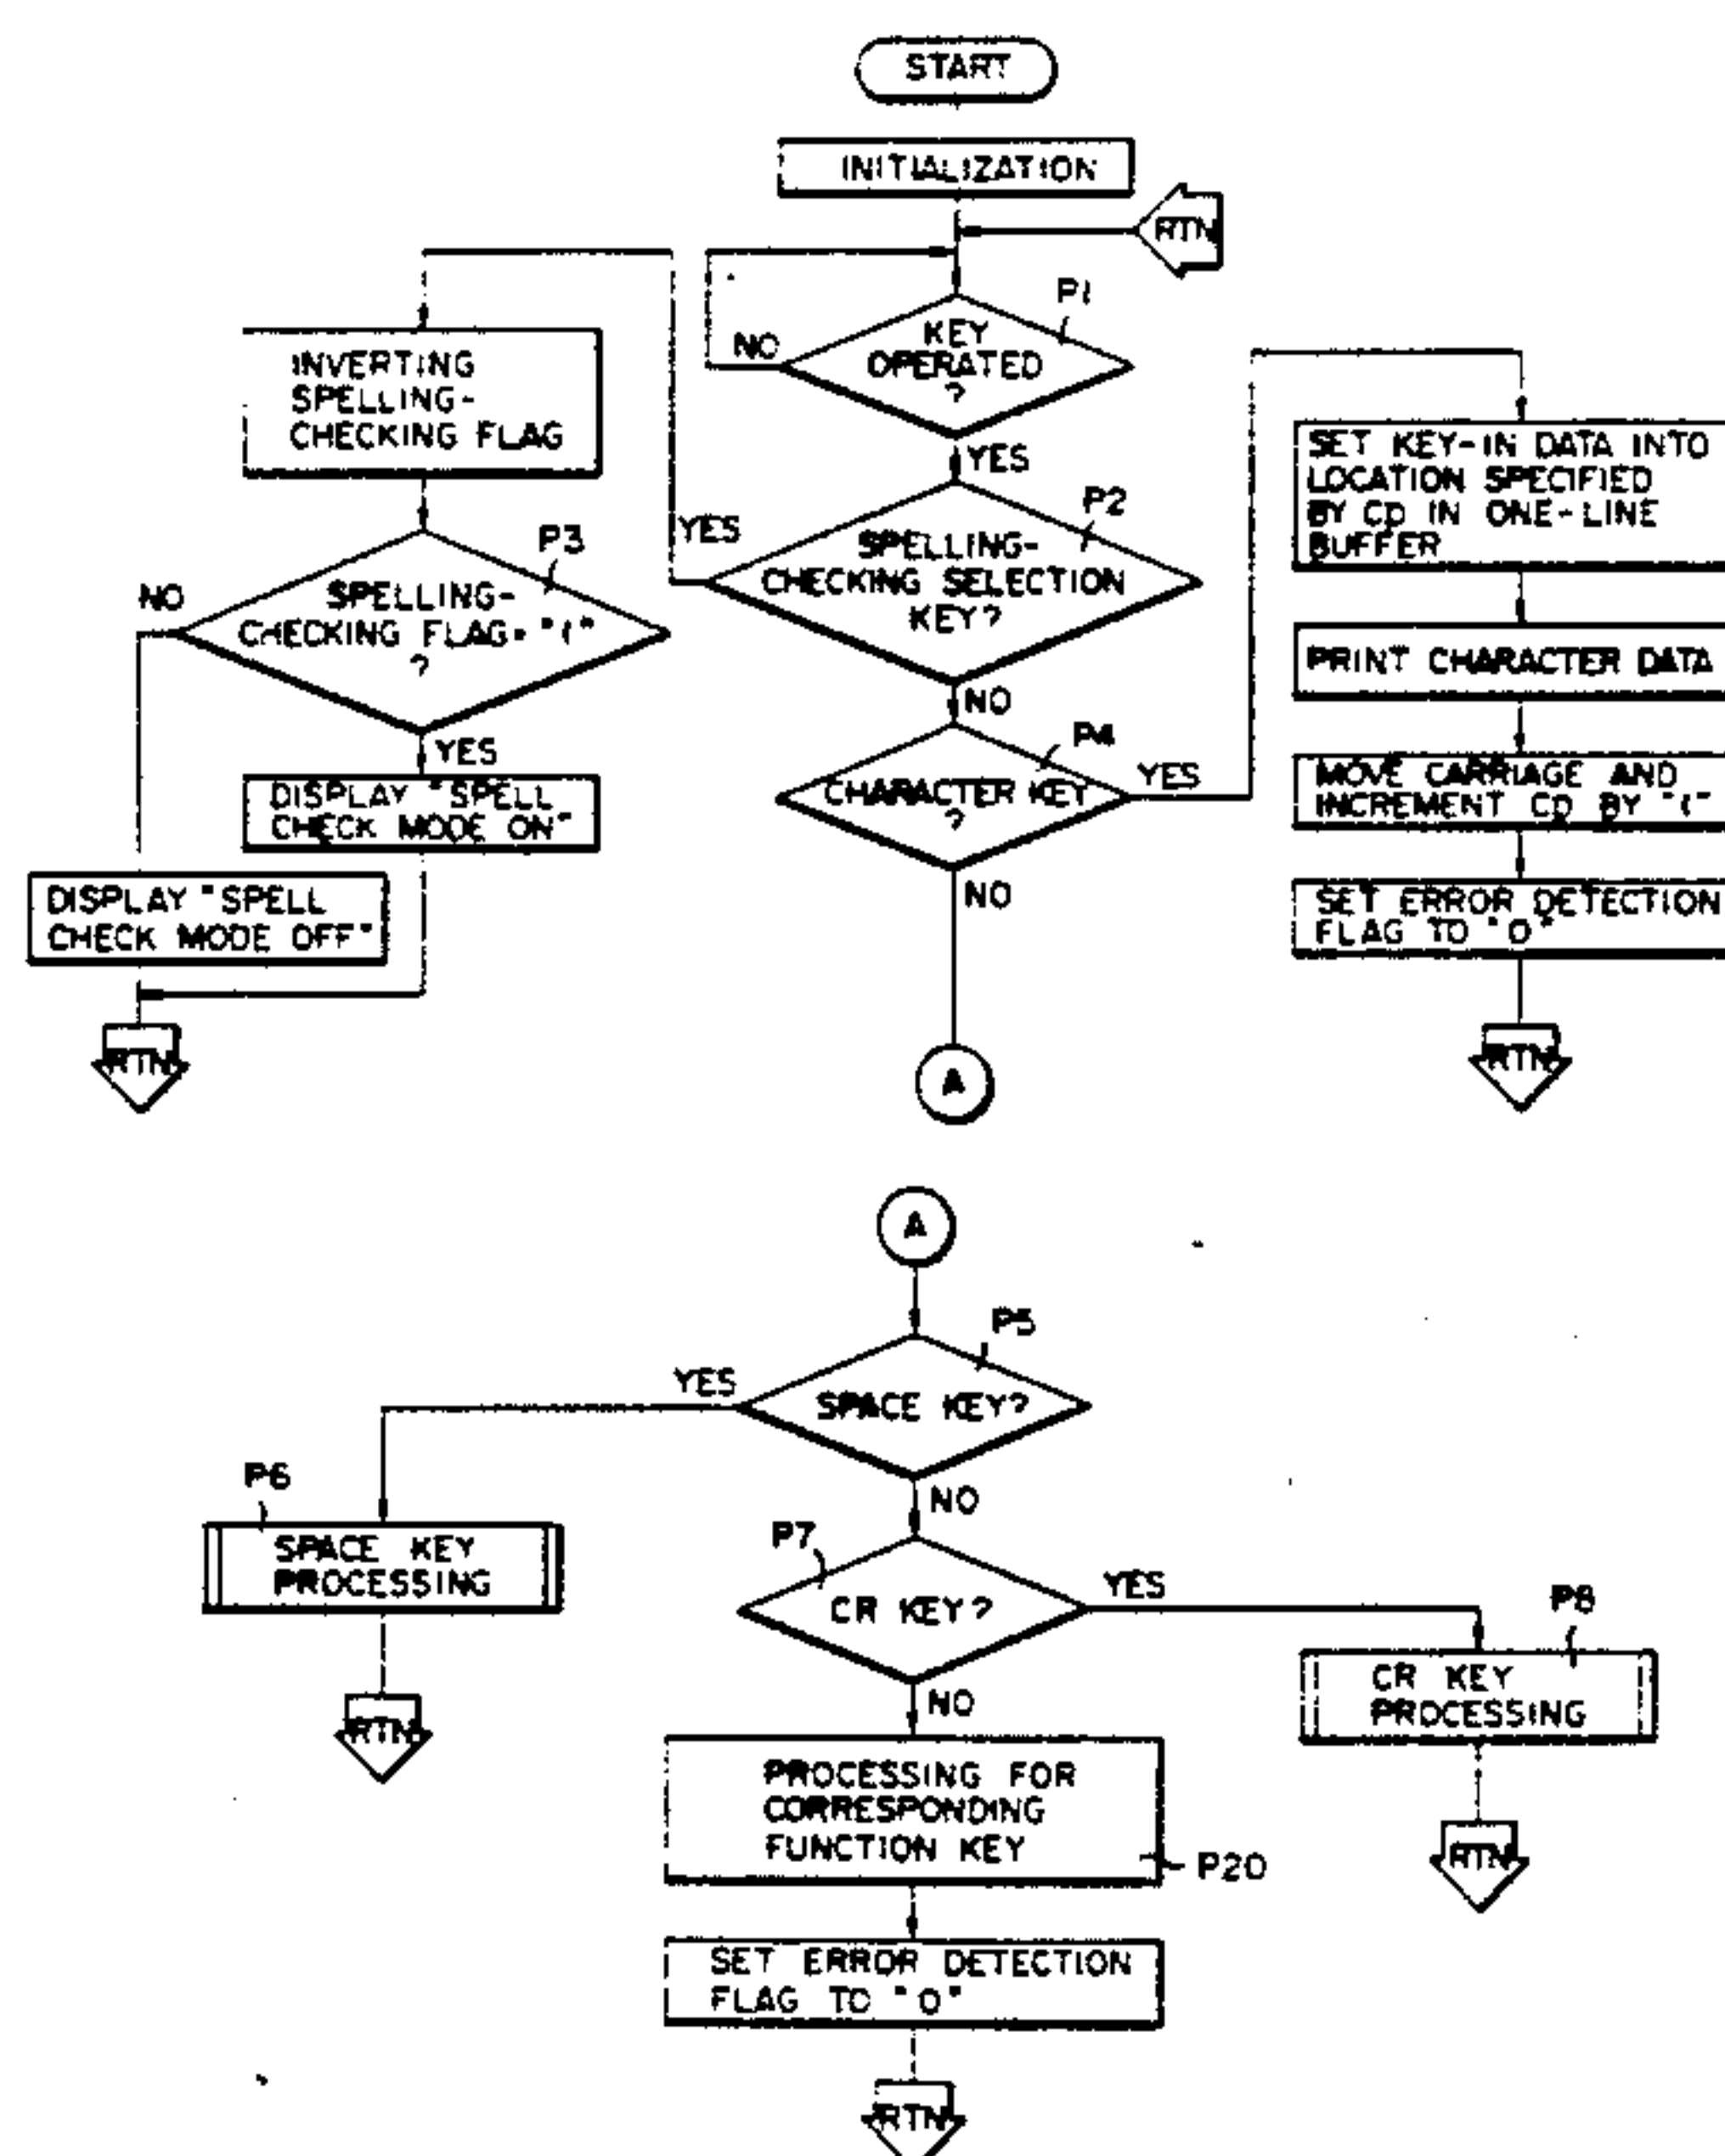 START
INITIALIZATION
RTN
P1
KEY
OPERATED
?
NO
YES
INVERTING
SPELLING-
CHECKING FLAG
P2
SPELLING-
CHECKING SELECTION
KEY?
YES
NO
P3
SPELLING-
CHECKING FLAG="1"
?
NO
YES
DISPLAY "SPELL
CHECK MODE ON"
DISPLAY "SPELL
CHECK MODE OFF"
RTN
P4
CHARACTER KEY
?
YES
NO
A
SET KEY-IN DATA INTO
LOCATION SPECIFIED
BY CD IN ONE-LINE
BUFFER
PRINT CHARACTER DATA
MOVE CARRIAGE AND
INCREMENT CD BY "1"
SET ERROR DETECTION
FLAG TO "0"
RTN
A
P5
SPACE KEY?
YES
NO
P6
SPACE KEY
PROCESSING
RTN
P7
CR KEY?
YES
NO
P8
CR KEY
PROCESSING
RTN
PROCESSING FOR
CORRESPONDING
FUNCTION KEY
P20
SET ERROR DETECTION
FLAG TO "0"
RTN